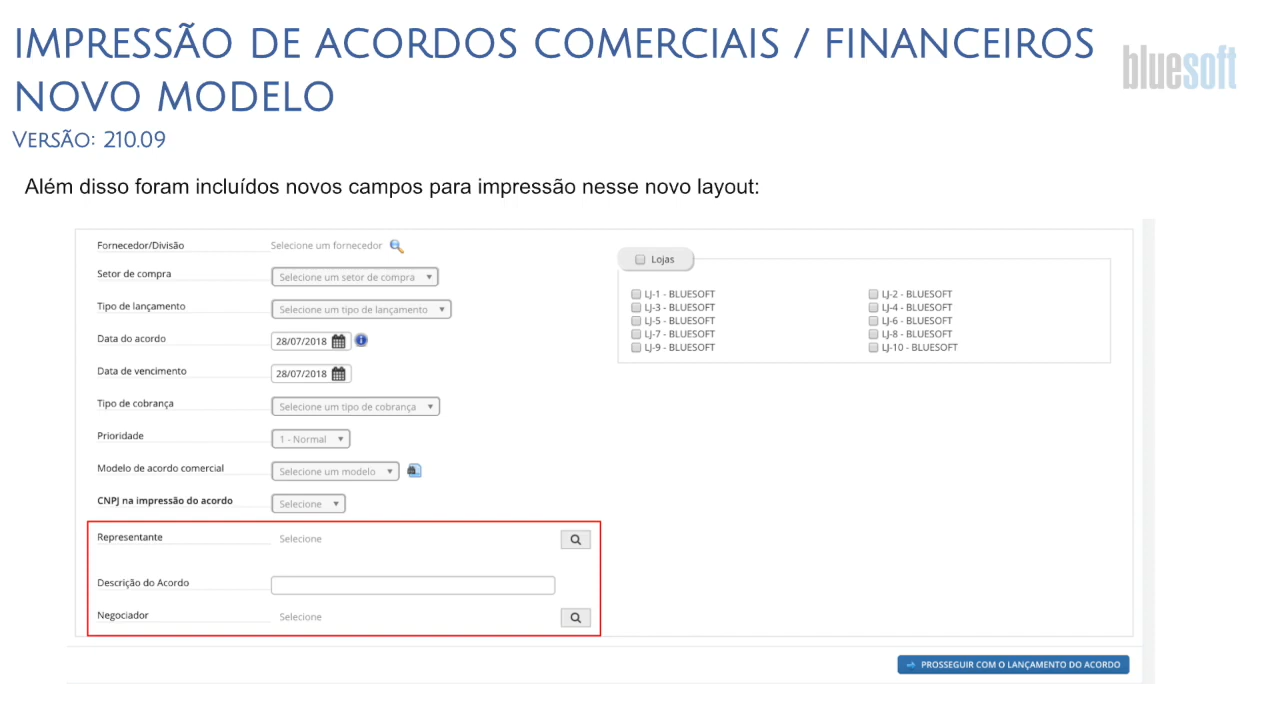 IMPRESSÃO DE ACORDOS COMERCIAIS / FINANCEIROS
NOVO MODELO
bluesoft
VERSÃO: 210.09
Além disso foram incluídos novos campos para impressão nesse novo layout:
Fornecedor/Divisão Selecione um fornecedor
Setor de compra Selecione um setor de compra
Tipo de lançamento Selecione um tipo de lançamento
Data do acordo 28/07/2018
Data de vencimento 28/07/2018
Tipo de cobrança Selecione um tipo de cobrança
Prioridade 1 - Normal
Modelo de acordo comercial Selecione um modelo
CNPJ na impressão do acordo Selecione
Representante Selecione
Descrição do Acordo
Negociador Selecione
Lojas
LJ-1 - BLUESOFT LJ-2 - BLUESOFT
LJ-3 - BLUESOFT LJ-4 - BLUESOFT
LJ-5 - BLUESOFT LJ-6 - BLUESOFT
LJ-7 - BLUESOFT LJ-8 - BLUESOFT
LJ-9 - BLUESOFT LJ-10 - BLUESOFT
PROSSEGUIR COM O LANÇAMENTO DO ACORDO